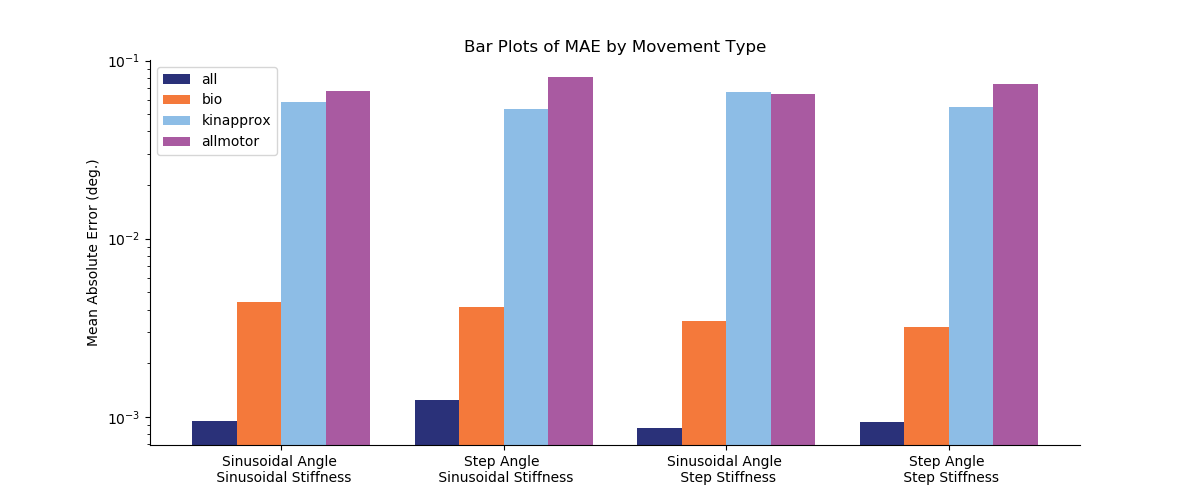 Bar Plots of MAE by Movement Type
Mean Absolute Error (deg.)
10⁻¹
10⁻²
10⁻³
all
bio
kinapprox
allmotor
Sinusoidal Angle
Sinusoidal Stiffness
Step Angle
Sinusoidal Stiffness
Sinusoidal Angle
Step Stiffness
Step Angle
Step Stiffness